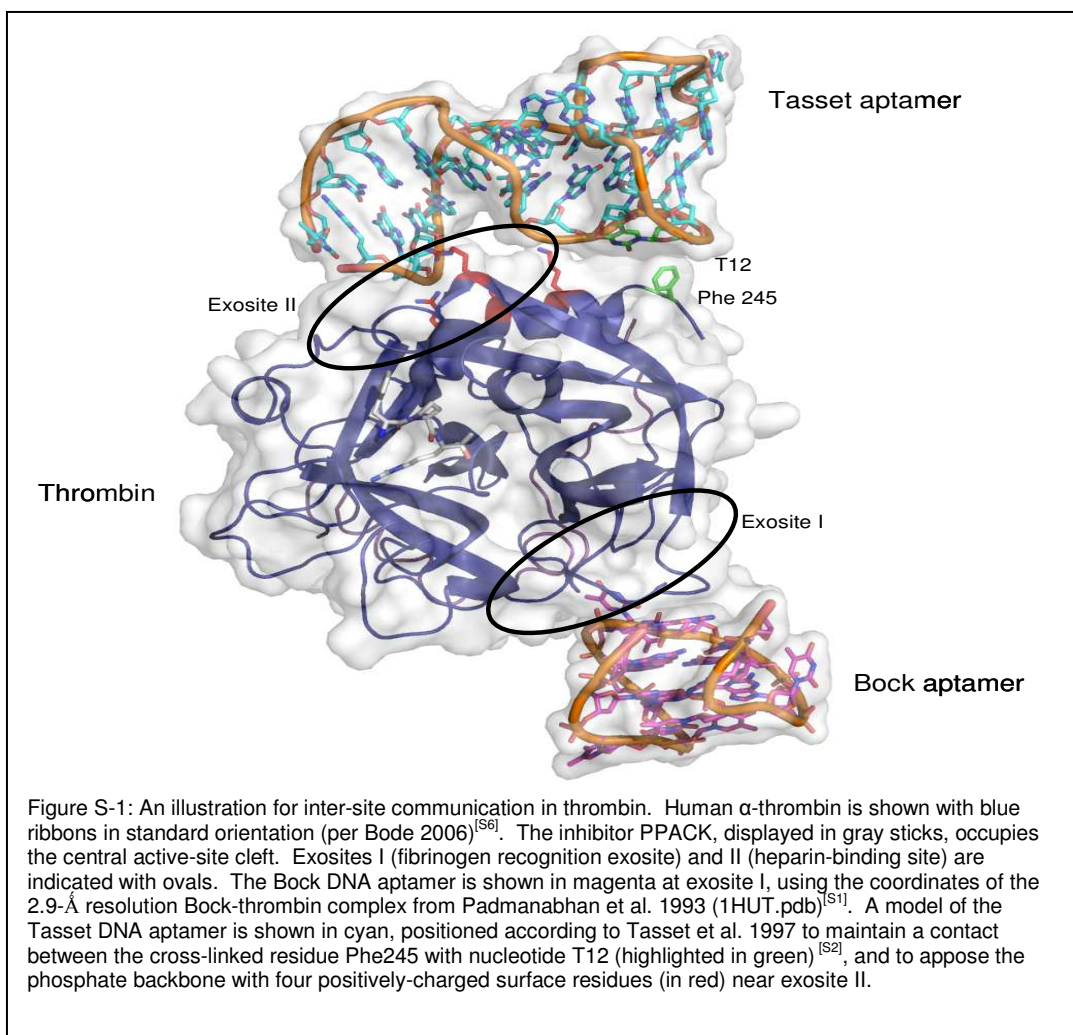 Tasset aptamer
T12
Phe 245
Exosite II
Thrombin
Exosite I
Bock aptamer
Figure S-1: An illustration for inter-site communication in thrombin. Human α-thrombin is shown with blue
ribbons in standard orientation (per Bode 2006)[S6]. The inhibitor PPACK, displayed in gray sticks, occupies
the central active-site cleft. Exosites I (fibrinogen recognition exosite) and II (heparin-binding site) are
indicated with ovals. The Bock DNA aptamer is shown in magenta at exosite I, using the coordinates of the
2.9-Å resolution Bock-thrombin complex from Padmanabhan et al. 1993 (1HUT.pdb)[S1]. A model of the
Tasset DNA aptamer is shown in cyan, positioned according to Tasset et al. 1997 to maintain a contact
between the cross-linked residue Phe245 with nucleotide T12 (highlighted in green) [S2], and to appose the
phosphate backbone with four positively-charged surface residues (in red) near exosite II.